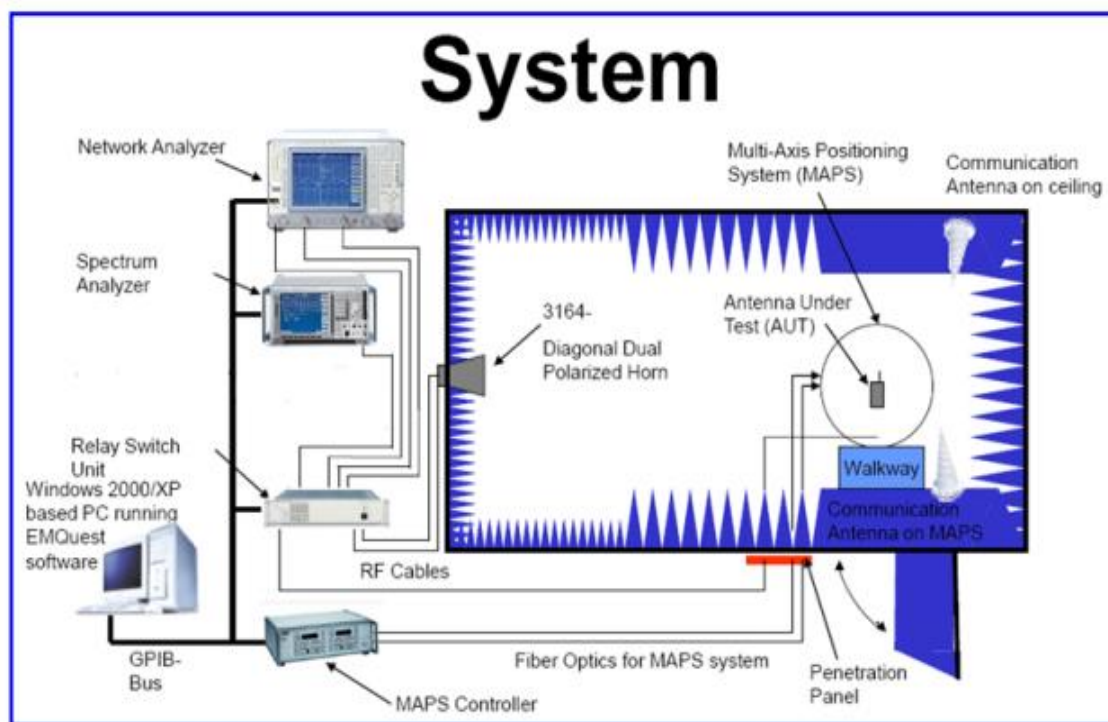 System
Network Analyzer
Multi-Axis Positioning
System (MAPS)
Communication
Antenna on ceiling
Spectrum
Analyzer
3164-
Diagonal Dual
Polarized Horn
Antenna Under
Test (AUT)
Relay Switch
Unit
Windows 2000/XP
based PC running
EMQuest
software
Walkway
Communication
Antenna on MAPS
RF Cables
GPIB-
Bus
Fiber Optics for MAPS system
Penetration
Panel
MAPS Controller